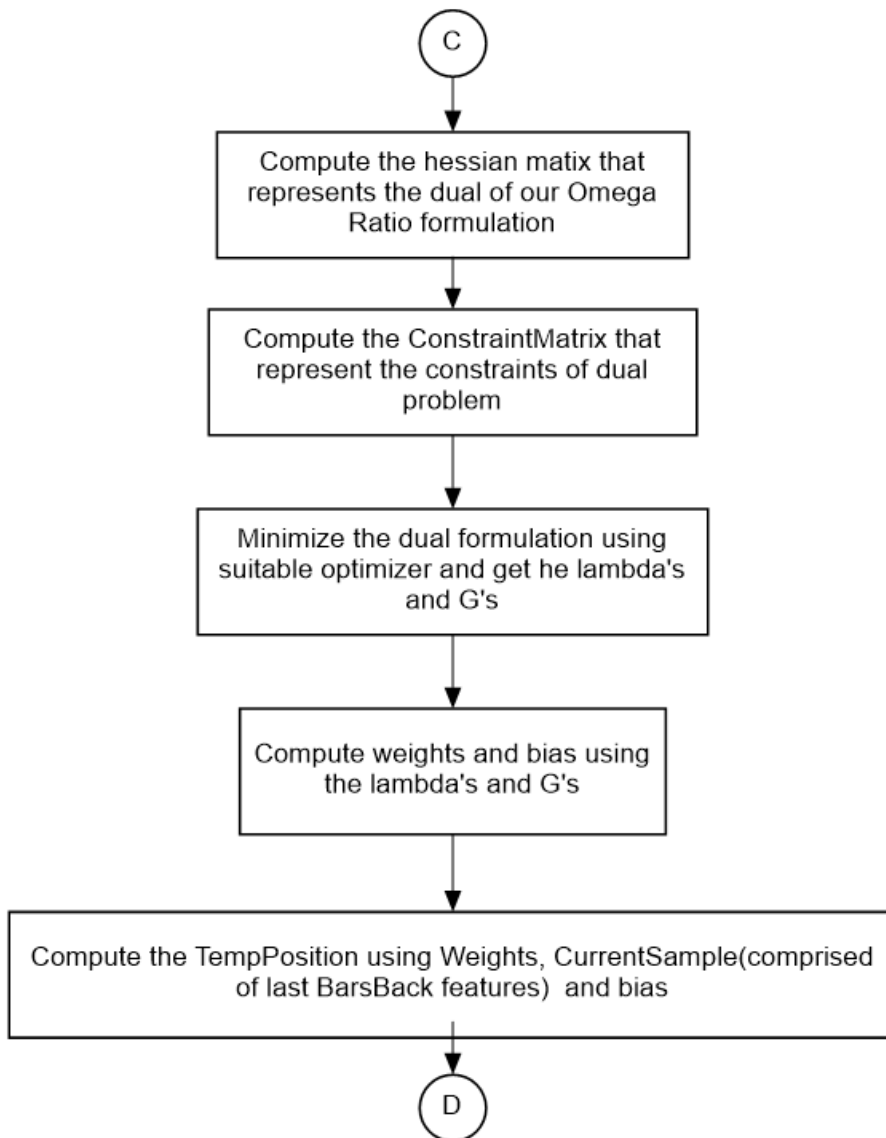 C
Compute the hessian matix that
represents the dual of our Omega
Ratio formulation
Compute the ConstraintMatrix that
represent the constraints of dual
problem
Minimize the dual formulation using
suitable optimizer and get he lambda's
and G's
Compute weights and bias using
the lambda's and G's
Compute the TempPosition using Weights, CurrentSample(comprised
of last BarsBack features)  and bias
D